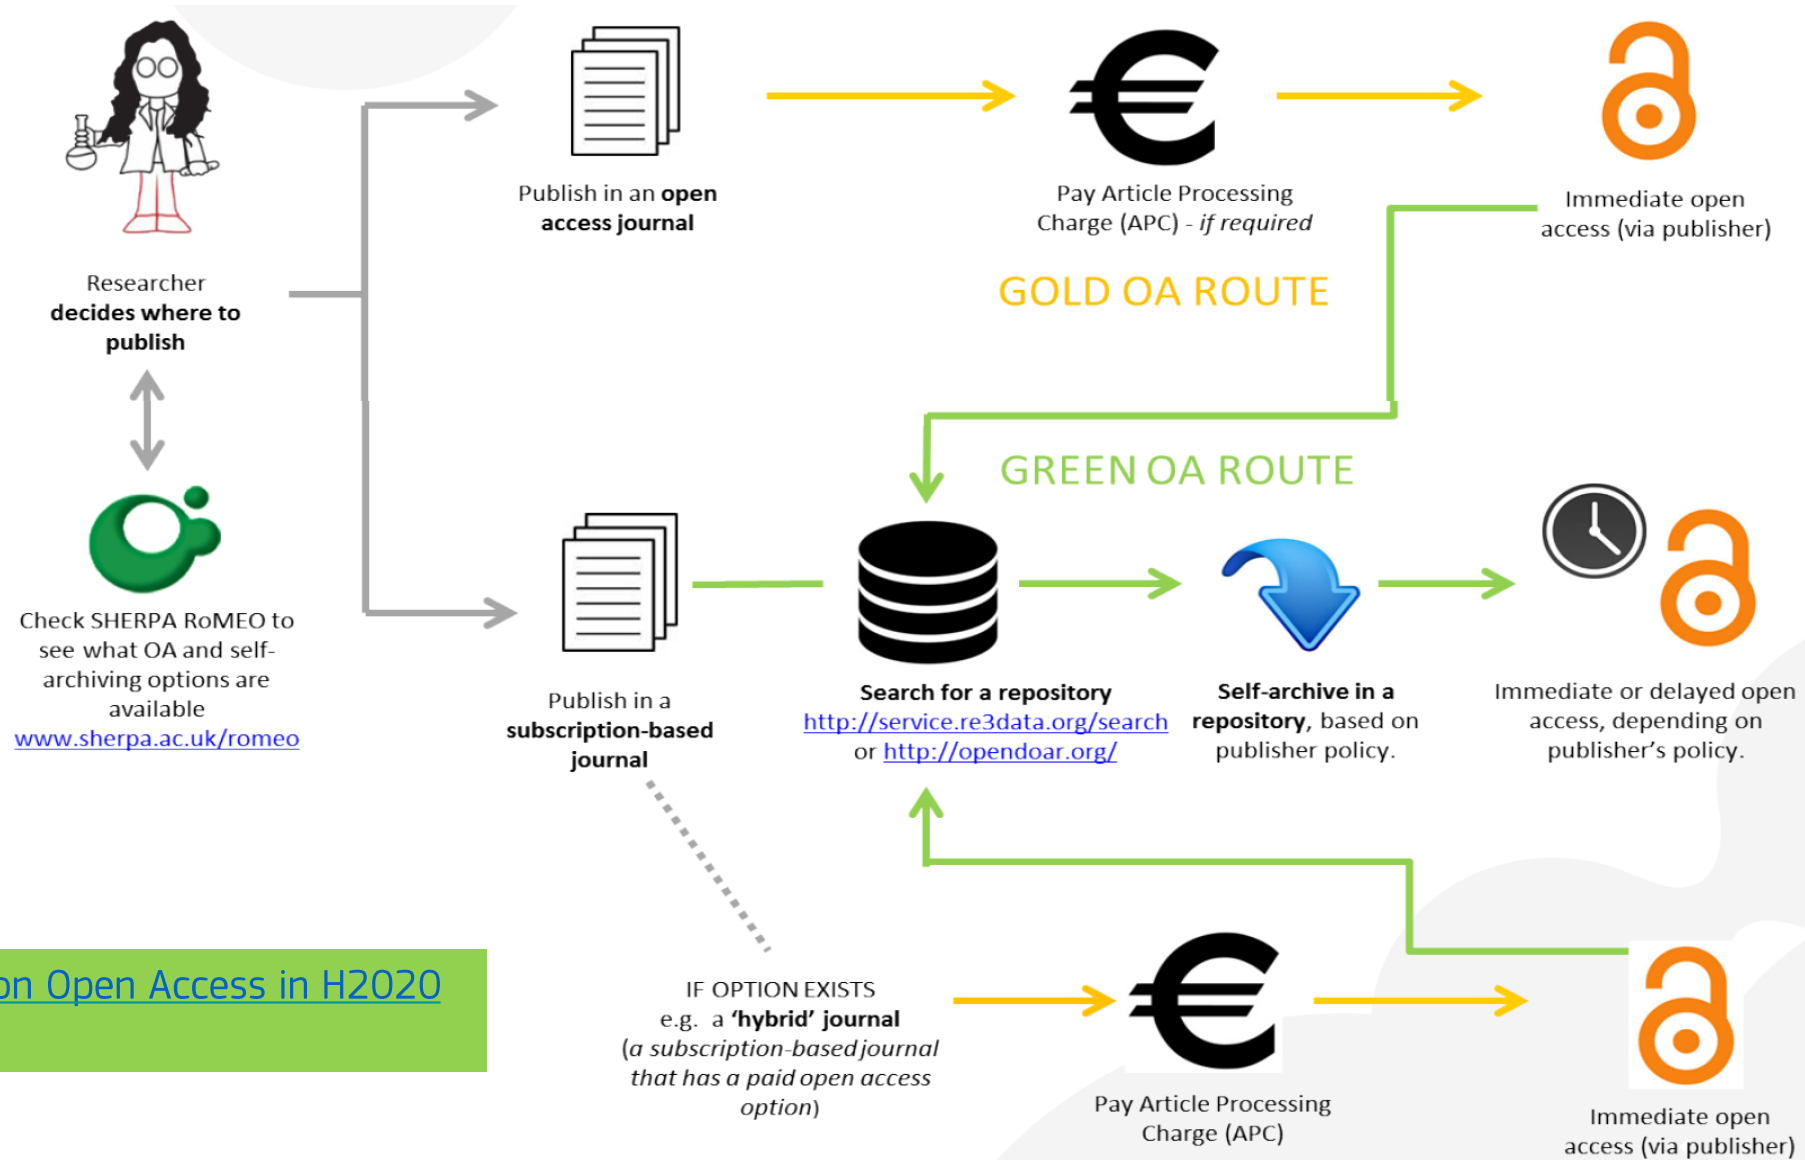 Researcher
decides where to
publish
Check SHERPA RoMEO to
see what OA and self-
archiving options are
available
www.sherpa.ac.uk/romeo
Publish in an open
access journal
Pay Article Processing
Charge (APC) - if required
Immediate open
access (via publisher)
GOLD OA ROUTE
GREEN OA ROUTE
Publish in a
subscription-based
journal
Search for a repository
http://service.re3data.org/search
or http://opendoar.org/
Self-archive in a
repository, based on
publisher policy.
Immediate or delayed open
access, depending on
publisher’s policy.
on Open Access in H2020
IF OPTION EXISTS
e.g. a ‘hybrid’ journal
(a subscription-based journal
that has a paid open access
option)
Pay Article Processing
Charge (APC)
Immediate open
access (via publisher)